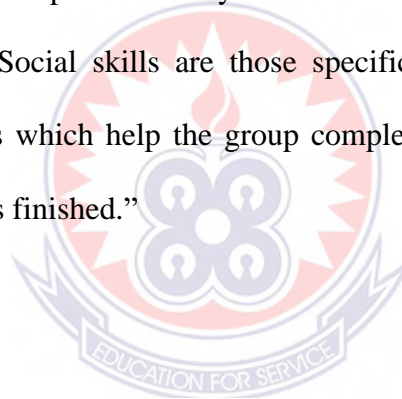 Social skills are those specific
which help the group comple
finished.”
EDUCATION FOR SERVICE